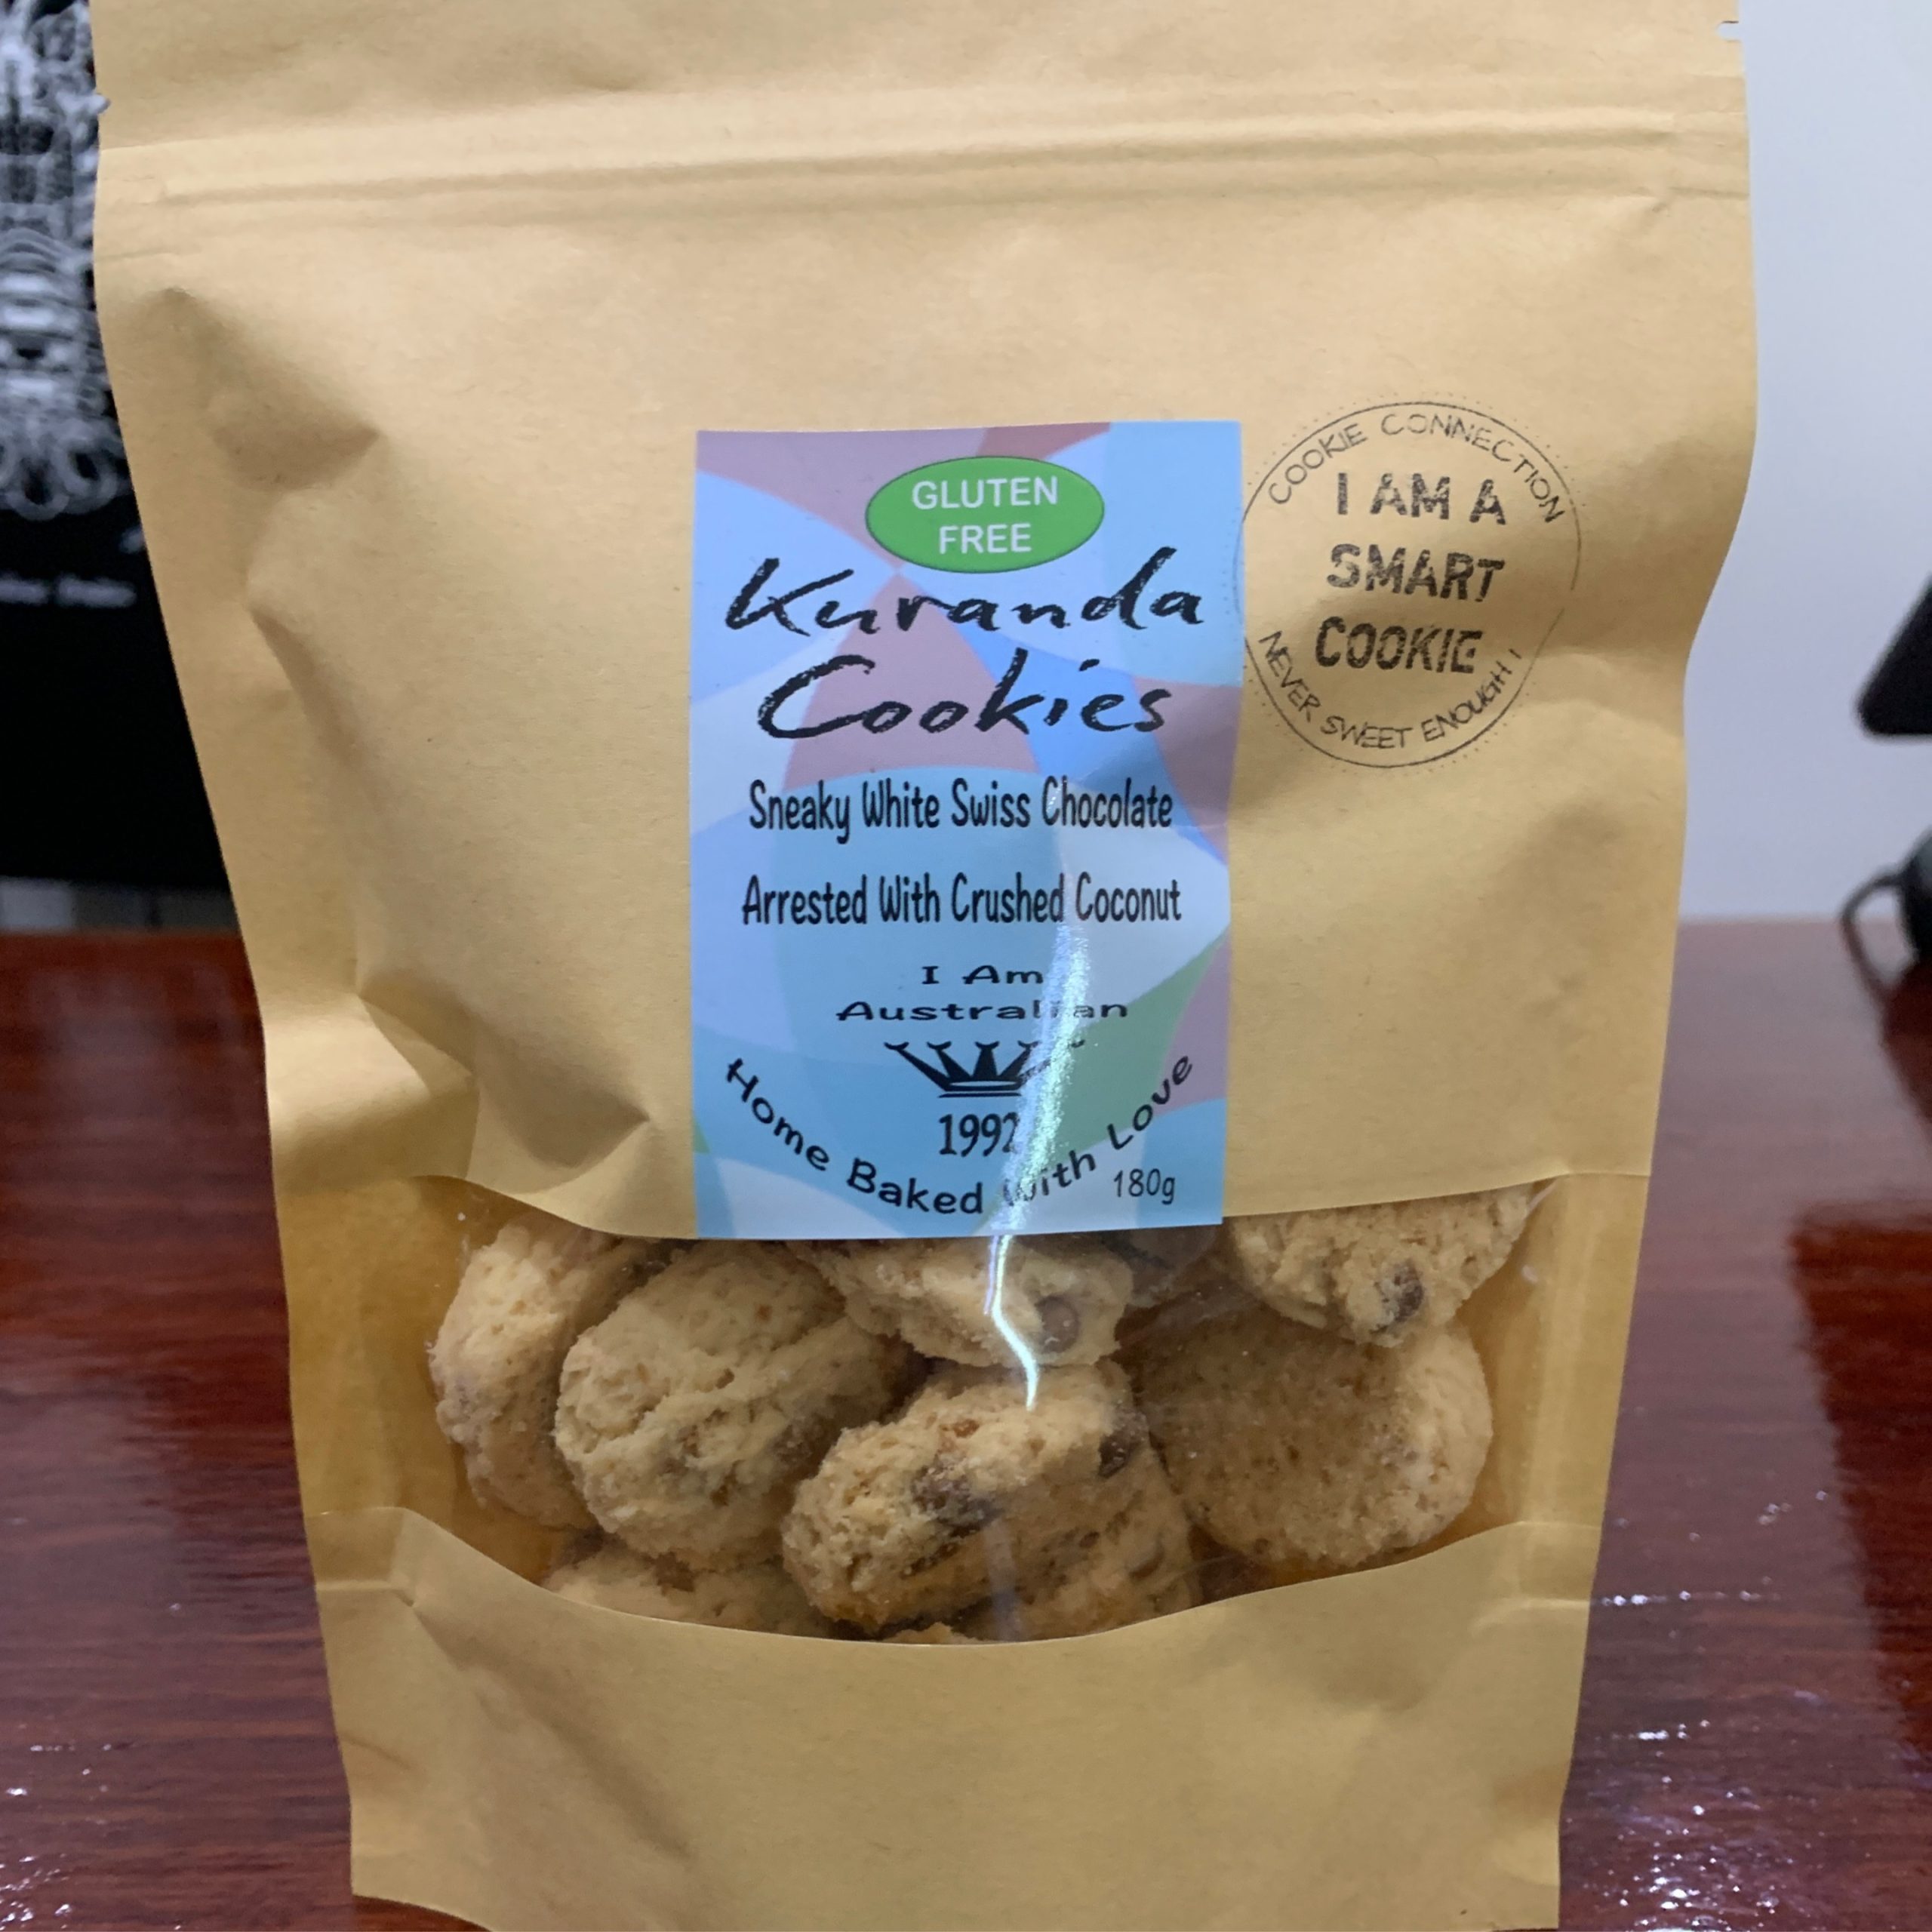 GLUTEN
FREE
Kuranda
Cookies
Sneaky White Swiss Chocolate
Arrested With Crushed Coconut
I Am
Australian
1992
Home Baked With Love
180g
COOKIE CONNECTION
I AM A
SMART
COOKIE
NEVER SWEET ENOUGH!